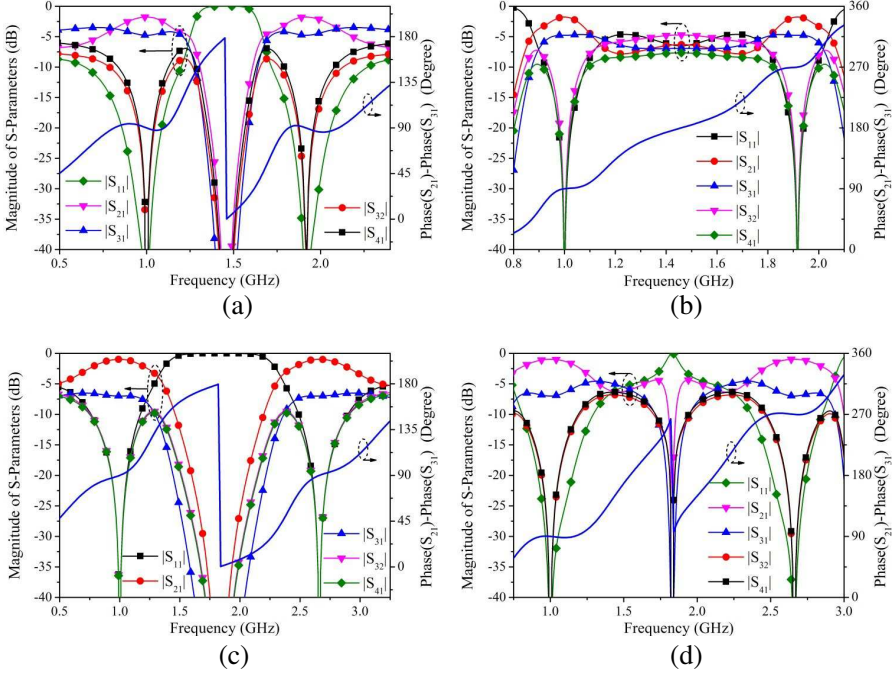 Magnitude of S-Parameters (dB)
0
-5
-10
-15
-20
-25
-30
-35
-40
|S11|
|S21|
|S31|
|S32|
|S41|
180
135
90
45
0
Phase(S21)-Phase(S31) (Degree)
0.5 1.0 1.5 2.0
Frequency (GHz)
(a)
Magnitude of S-Parameters (dB)
0
-5
-10
-15
-20
-25
-30
-35
-40
|S11|
|S21|
|S31|
|S32|
|S41|
360
270
180
90
0
Phase(S21)-Phase(S31) (Degree)
0.8 1.0 1.2 1.4 1.6 1.8 2.0
Frequency (GHz)
(b)
Magnitude of S-Parameters (dB)
0
-5
-10
-15
-20
-25
-30
-35
-40
|S11|
|S21|
|S31|
|S32|
|S41|
180
135
90
45
0
Phase(S21)-Phase(S31) (Degree)
0.5 1.0 1.5 2.0 2.5 3.0
Frequency (GHz)
(c)
Magnitude of S-Parameters (dB)
0
-5
-10
-15
-20
-25
-30
-35
-40
|S11|
|S21|
|S31|
|S32|
|S41|
360
270
180
90
0
Phase(S21)-Phase(S31) (Degree)
1.0 1.5 2.0 2.5 3.0
Frequency (GHz)
(d)